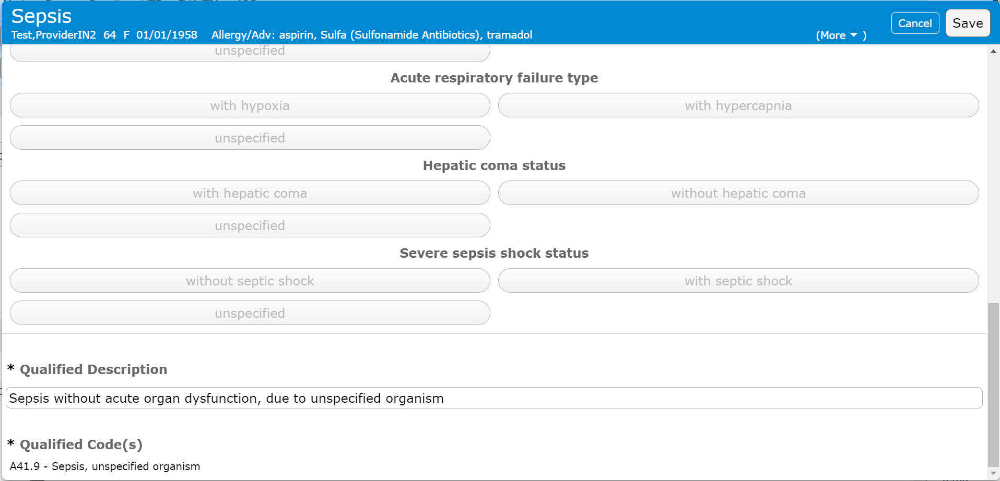 Sepsis
Test,ProviderIN2 64 F 01/01/1958 Allergy/Adv: aspirin, Sulfa (Sulfonamide Antibiotics), tramadol
(More )
Cancel
Save
unspecified
Acute respiratory failure type
with hypoxia
with hypercapnia
unspecified
Hepatic coma status
with hepatic coma
without hepatic coma
unspecified
Severe sepsis shock status
without septic shock
with septic shock
unspecified
* Qualified Description
Sepsis without acute organ dysfunction, due to unspecified organism
* Qualified Code(s)
A41.9 - Sepsis, unspecified organism